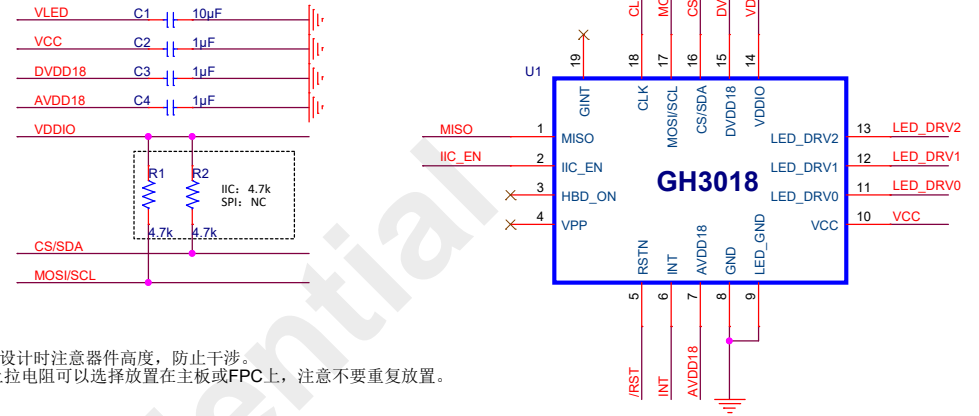 VLED C1 10μF
VCC C2 1μF
DVDD18 C3 1μF
AVDD18 C4 1μF
VDDIO
R1 R2
IIC: 4.7k
SPI: NC
4.7k 4.7k
CS/SDA
MOSI/SCL
设计时注意器件高度，防止干涉。
上拉电阻可以选择放置在主板或FPC上，注意不要重复放置。
U1
19 18 17 16 15 14
GINT CLK MOSI/SCL CS/SDA DVDD18 VDDIO
MISO 1 MISO
IIC_EN 2 IIC_EN
3 HBD_ON
4 VPP
GH3018
LED_DRV2 13 LED_DRV2
LED_DRV1 12 LED_DRV1
LED_DRV0 11 LED_DRV0
VCC 10 VCC
RSTN INT AVDD18 GND LED_GND
5 6 7 8 9
/RST INT AVDD18